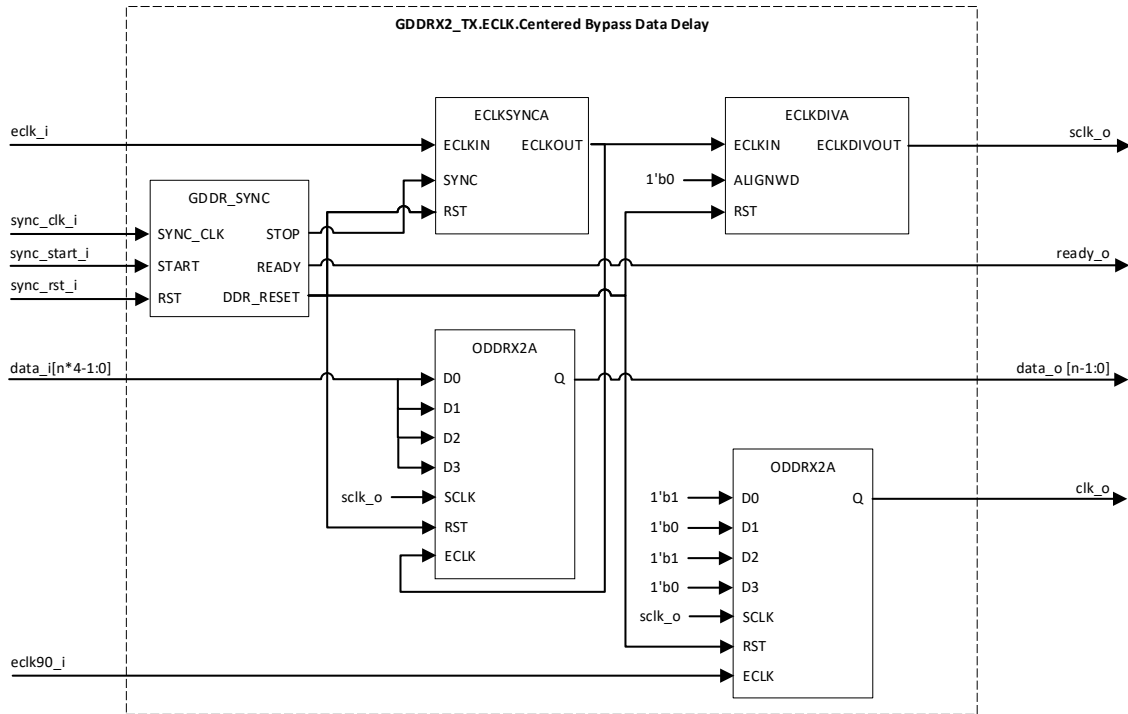 GDDRX2_TX.ECLK.Centered Bypass Data Delay
eclk_i
ECLKSYNCA
ECLKIN ECLKOUT
SYNC
RST
ECLKDIVA
ECLKIN ECLKDIVOUT
1'b0 ALIGNWD
RST
sclk_o
sync_clk_i
sync_start_i
sync_rst_i
GDDR_SYNC
SYNC_CLK STOP
START READY
RST DDR_RESET
ready_o
data_i[n*4-1:0]
ODDRX2A
D0 Q
D1
D2
D3
sclk_o SCLK
RST
ECLK
data_o [n-1:0]
ODDRX2A
1'b1 D0 Q
1'b0 D1
1'b1 D2
1'b0 D3
sclk_o SCLK
RST
ECLK
clk_o
eclk90_i